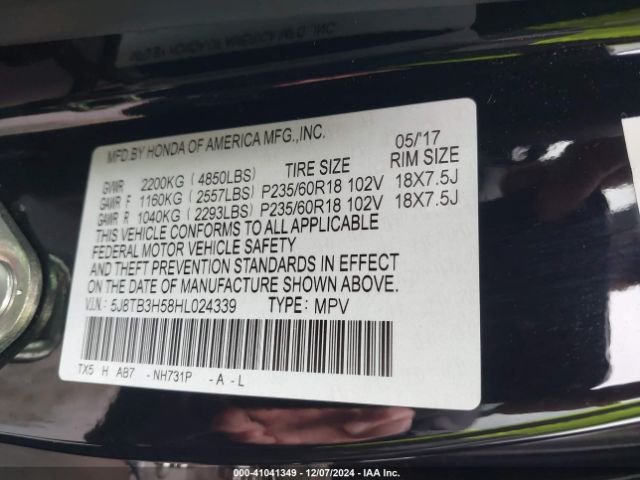 MFD.BY HONDA OF AMERICA MFG.,INC.
05/'17
GVWR 2200KG (4850LBS) TIRE SIZE RIM SIZE
GAWR F 1160KG (2557LBS) P235/60R18 102V 18X7.5J
GAWR R 1040KG (2293LBS) P235/60R18 102V 18X7.5J
THIS VEHICLE CONFORMS TO ALL APPLICABLE
FEDERAL MOTOR VEHICLE SAFETY
AND THEFT PREVENTION STANDARDS IN EFFECT
ON THE DATE OF MANUFACTURE SHOWN ABOVE.
V.I.N.: 5J8TB3H58HL024339 TYPE: MPV
TX5 H AB7 -NH731P -A-L
000-41041349 - 12/07/2024 - IAA Inc.